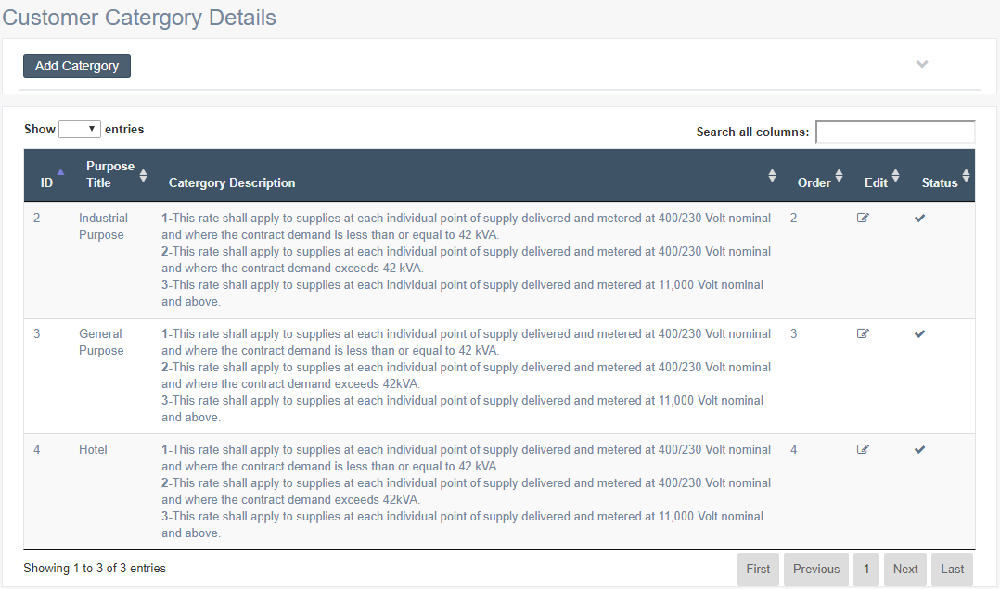 Customer Catergory Details
Add Catergory
Show entries
Search all columns:
ID Purpose Title Catergory Description Order Edit Status
2 Industrial Purpose 1-This rate shall apply to supplies at each individual point of supply delivered and metered at 400/230 Volt nominal 2
and where the contract demand is less than or equal to 42 kVA.
2-This rate shall apply to supplies at each individual point of supply delivered and metered at 400/230 Volt nominal
and where the contract demand exceeds 42 kVA.
3-This rate shall apply to supplies at each individual point of supply delivered and metered at 11,000 Volt nominal
and above.
3 General Purpose 1-This rate shall apply to supplies at each individual point of supply delivered and metered at 400/230 Volt nominal 3
and where the contract demand is less than or equal to 42 kVA.
2-This rate shall apply to supplies at each individual point of supply delivered and metered at 400/230 Volt nominal
and where the contract demand exceeds 42kVA.
3-This rate shall apply to supplies at each individual point of supply delivered and metered at 11,000 Volt nominal
and above.
4 Hotel 1-This rate shall apply to supplies at each individual point of supply delivered and metered at 400/230 Volt nominal 4
and where the contract demand is less than or equal to 42 kVA.
2-This rate shall apply to supplies at each individual point of supply delivered and metered at 400/230 Volt nominal
and where the contract demand exceeds 42kVA.
3-This rate shall apply to supplies at each individual point of supply delivered and metered at 11,000 Volt nominal
and above.
Showing 1 to 3 of 3 entries
First Previous 1 Next Last